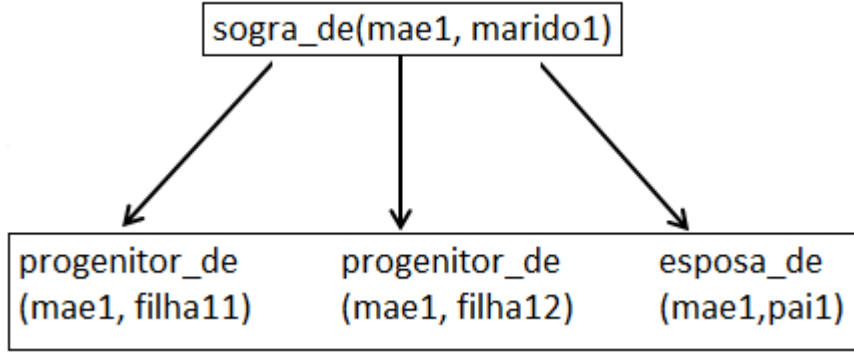 sogra_de(mae1, marido1)
progenitor_de
(mae1, filha11)
progenitor_de
(mae1, filha12)
esposa_de
(mae1,pai1)